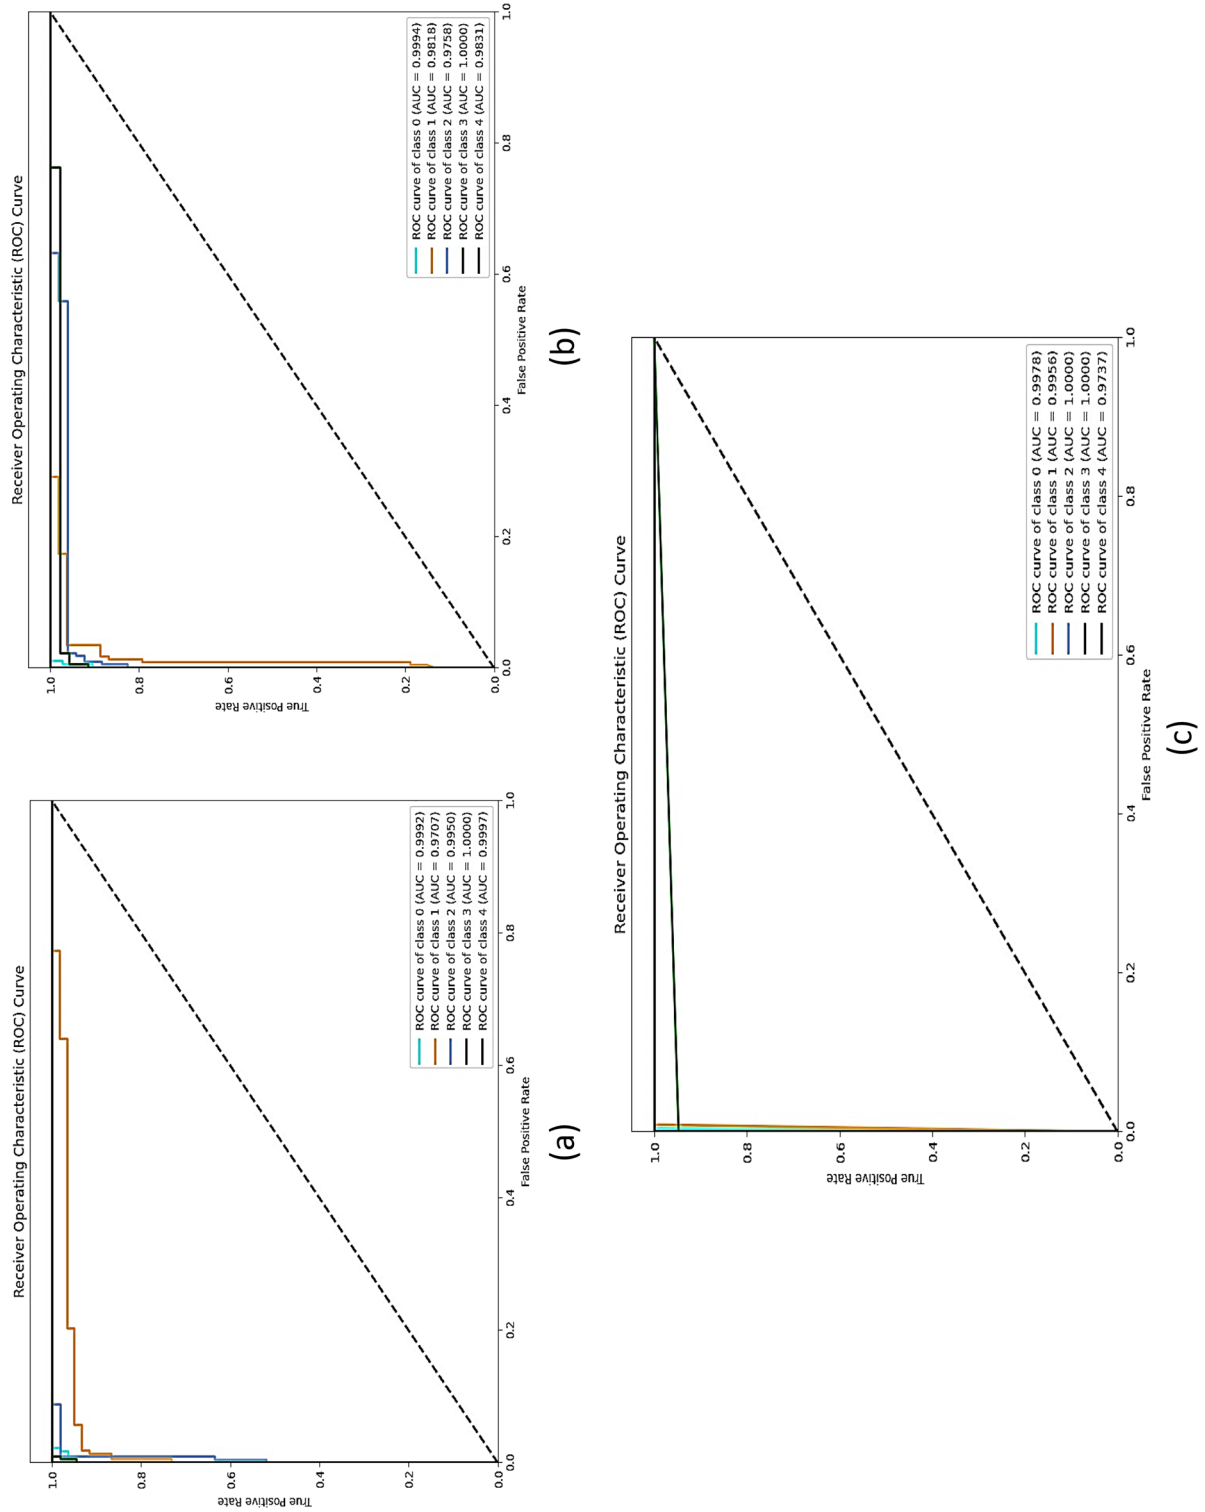 Receiver Operating Characteristic (ROC) Curve
True Positive Rate
1.0
0.8
0.6
0.4
0.2
0.0
0.0
0.2
0.4
0.6
0.8
1.0
False Positive Rate
ROC curve of class 0 (AUC = 0.9992)
ROC curve of class 1 (AUC = 0.9707)
ROC curve of class 2 (AUC = 0.9950)
ROC curve of class 3 (AUC = 1.0000)
ROC curve of class 4 (AUC = 0.9997)
(a)
Receiver Operating Characteristic (ROC) Curve
True Positive Rate
1.0
0.8
0.6
0.4
0.2
0.0
0.0
0.2
0.4
0.6
0.8
1.0
False Positive Rate
ROC curve of class 0 (AUC = 0.9994)
ROC curve of class 1 (AUC = 0.9818)
ROC curve of class 2 (AUC = 0.9758)
ROC curve of class 3 (AUC = 1.0000)
ROC curve of class 4 (AUC = 0.9831)
(b)
Receiver Operating Characteristic (ROC) Curve
True Positive Rate
1.0
0.8
0.6
0.4
0.2
0.0
0.0
0.2
0.4
0.6
0.8
1.0
False Positive Rate
ROC curve of class 0 (AUC = 0.9978)
ROC curve of class 1 (AUC = 0.9956)
ROC curve of class 2 (AUC = 1.0000)
ROC curve of class 3 (AUC = 1.0000)
ROC curve of class 4 (AUC = 0.9737)
(c)